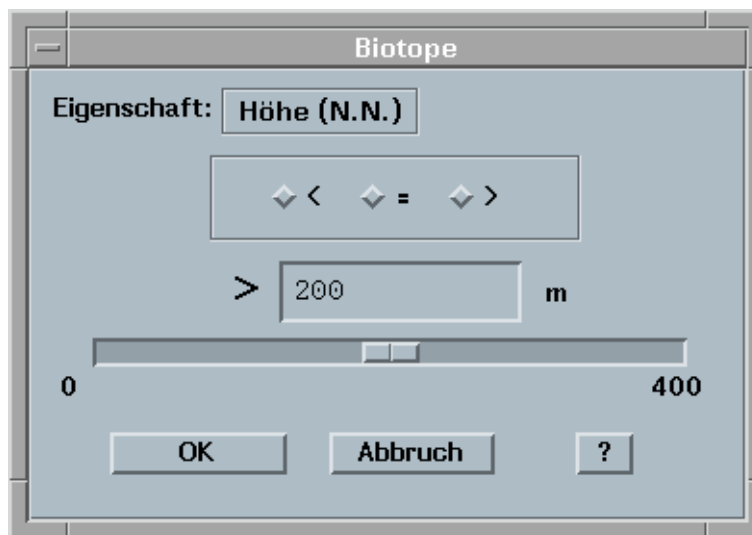 Biotope
Eigenschaft: Höhe (N.N.)
< = >
> 200 m
0 400
OK Abbruch ?